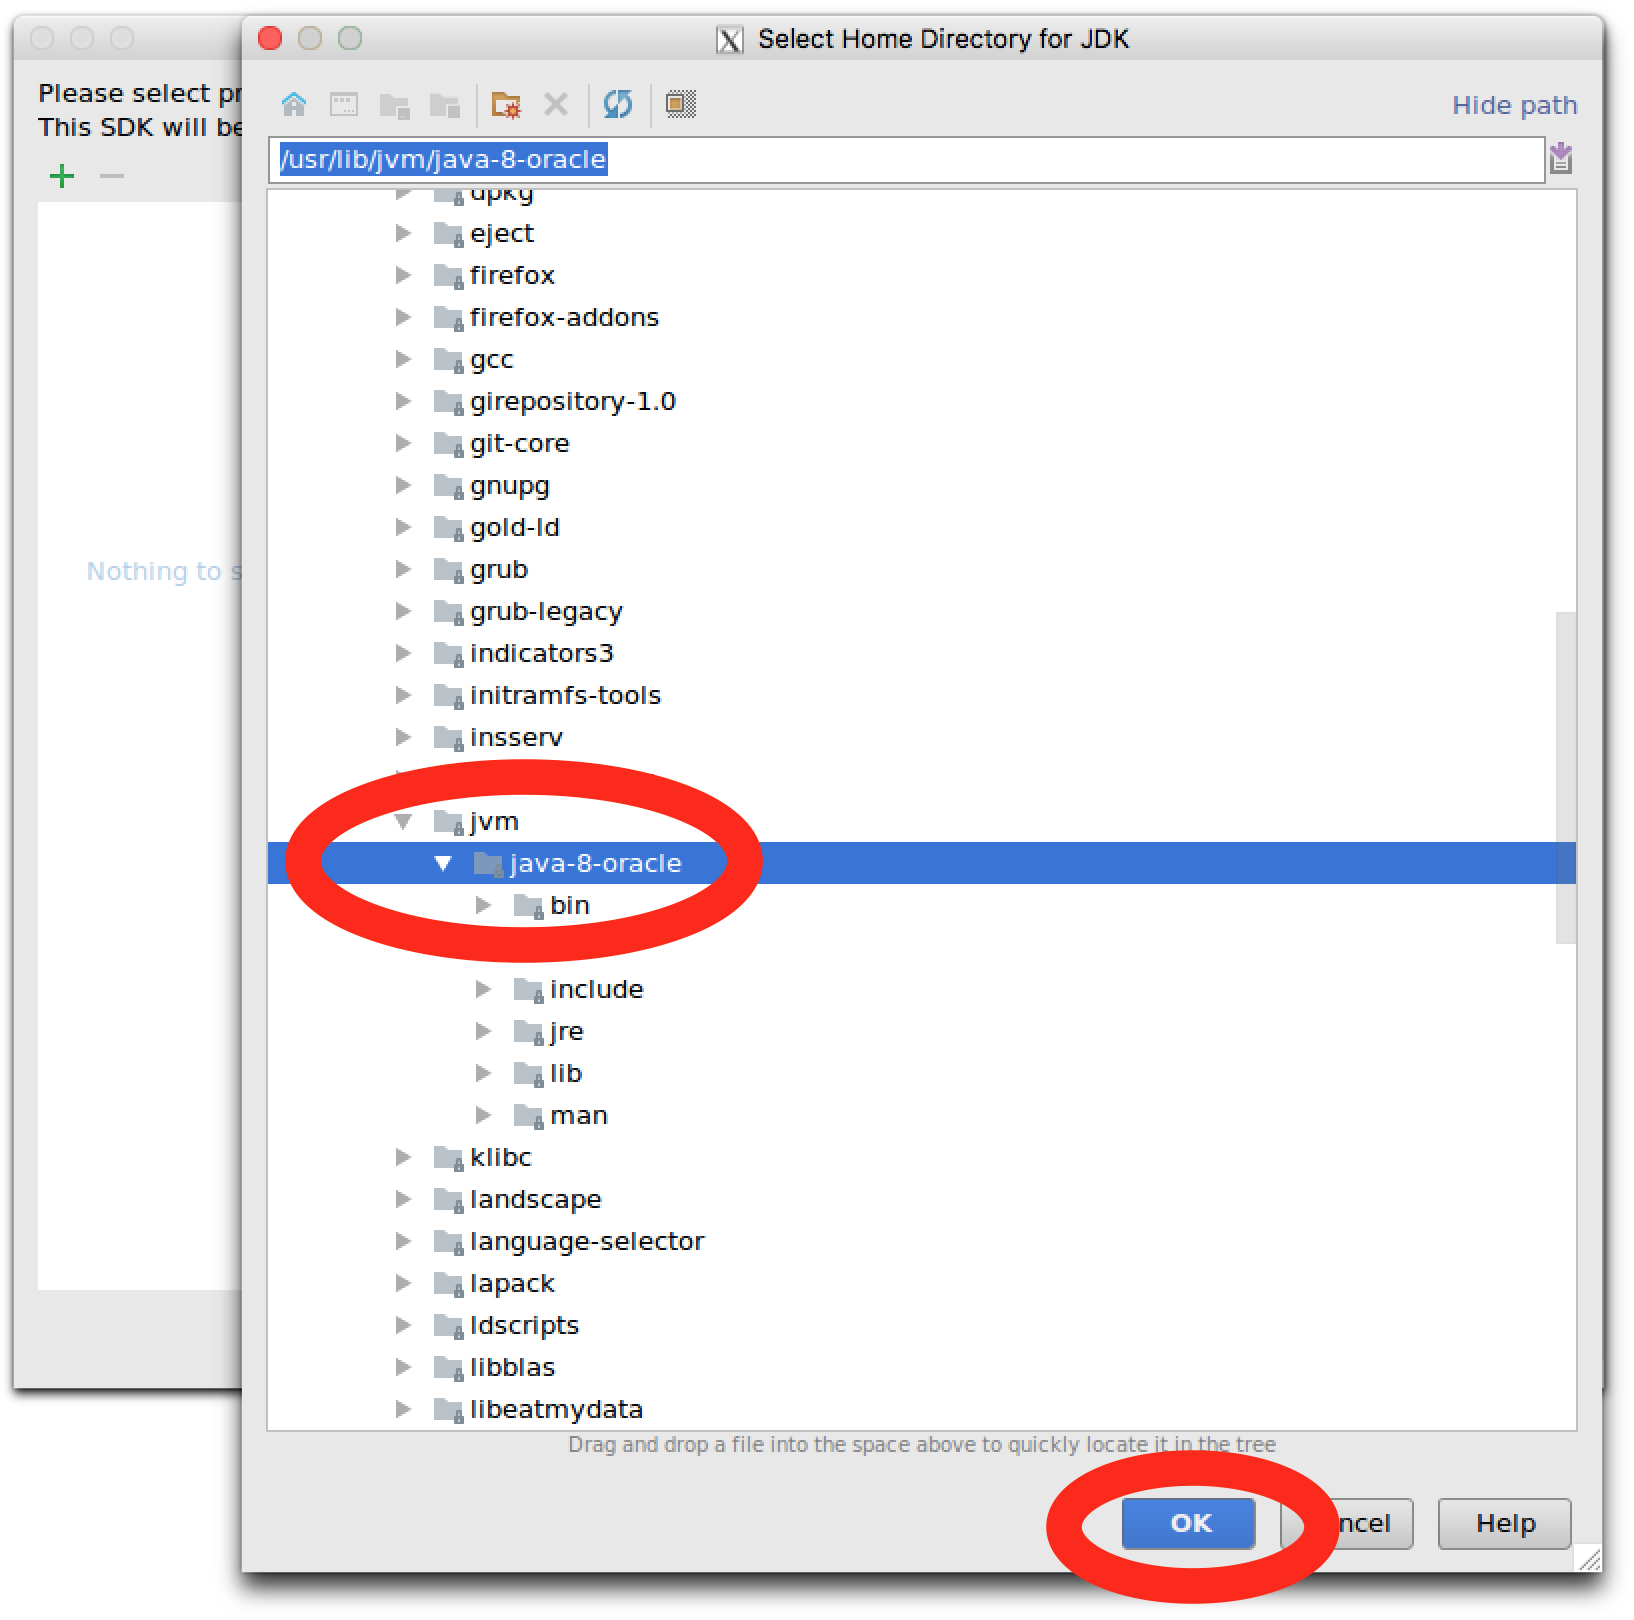 Select Home Directory for JDK
Please select pr
This SDK will be
Hide path
/usr/lib/jvm/java-8-oracle
dpkg
eject
firefox
firefox-addons
gcc
girepository-1.0
git-core
gnupg
gold-ld
grub
grub-legacy
indicators3
initramfs-tools
insserv
jvm
java-8-oracle
bin
include
jre
lib
man
klibc
landscape
language-selector
lapack
ldscripts
libblas
libeatmydata
Nothing to s
Drag and drop a file into the space above to quickly locate it in the tree
OK
ncel
Help